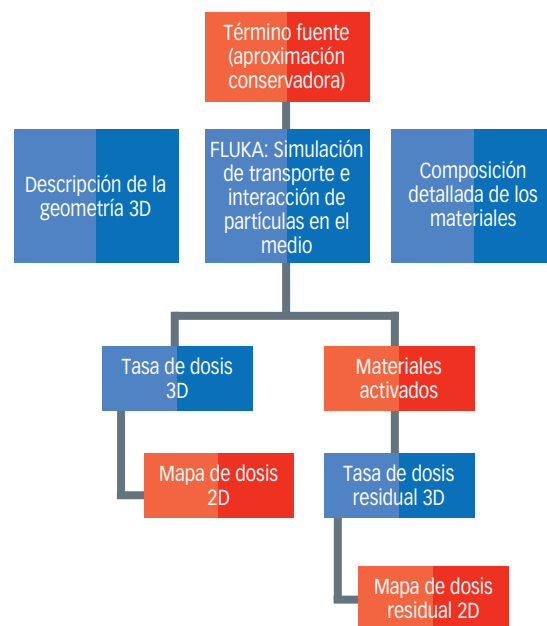 Término fuente
(aproximación
conservadora)
Descripción de la
geometría 3D
FLUKA: Simulación
de transporte e
interacción de
partículas en el
medio
Composición
detallada de los
materiales
Tasa de dosis
3D
Materiales
activados
Mapa de dosis
2D
Tasa de dosis
residual 3D
Mapa de dosis
residual 2D